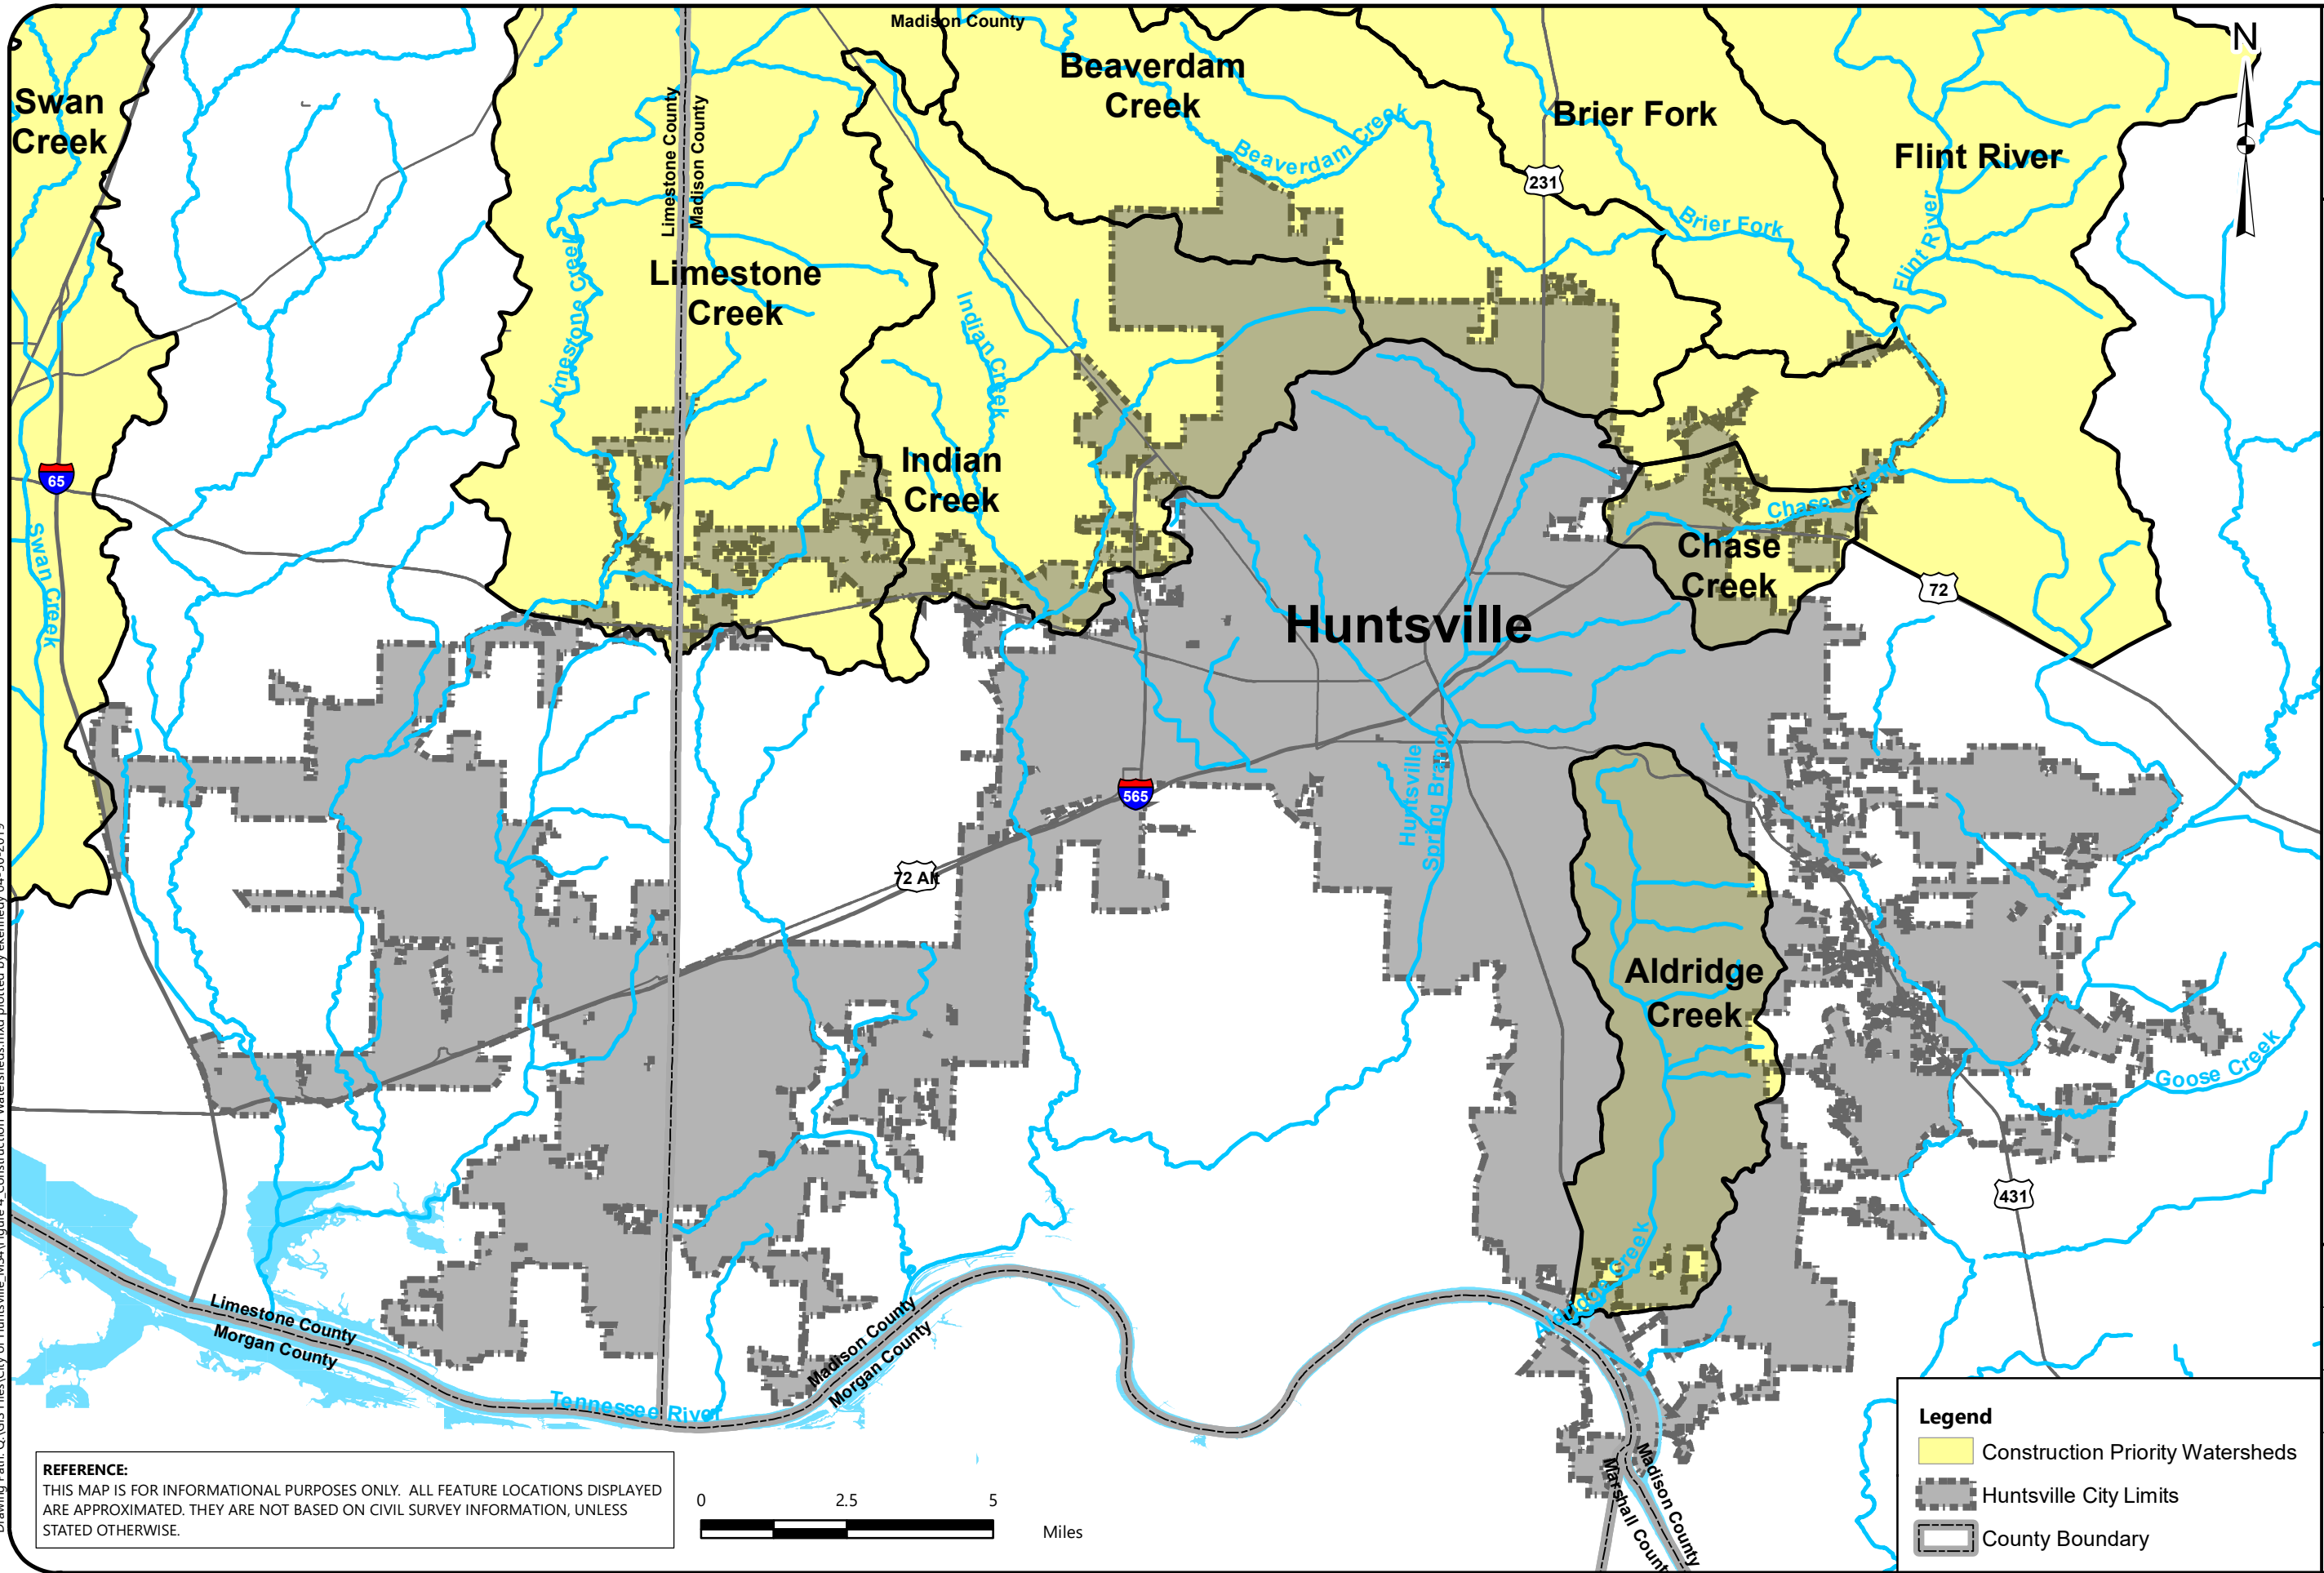 Madison County
N
Swan
Creek
Beaverdam
Creek
Brier Fork
Flint River
Limestone County
Madison County
Beaverdam Creek
231
Brier Fork
Flint River
Limestone Creek
Limestone
Creek
Indian Creek
65
Indian
Creek
Chase Creek
Chase
Creek
Swan Creek
72
Huntsville
Huntsville
Spring Branch
565
72 Alt
Aldridge
Creek
Goose Creek
431
Aldridge Creek
Limestone County
Morgan County
Madison County
Morgan County
Tennessee River
Madison County
Marshall County
REFERENCE:
THIS MAP IS FOR INFORMATIONAL PURPOSES ONLY. ALL FEATURE LOCATIONS DISPLAYED
ARE APPROXIMATED. THEY ARE NOT BASED ON CIVIL SURVEY INFORMATION, UNLESS
STATED OTHERWISE.
0 2.5 5
Miles
Legend
Construction Priority Watersheds
Huntsville City Limits
County Boundary